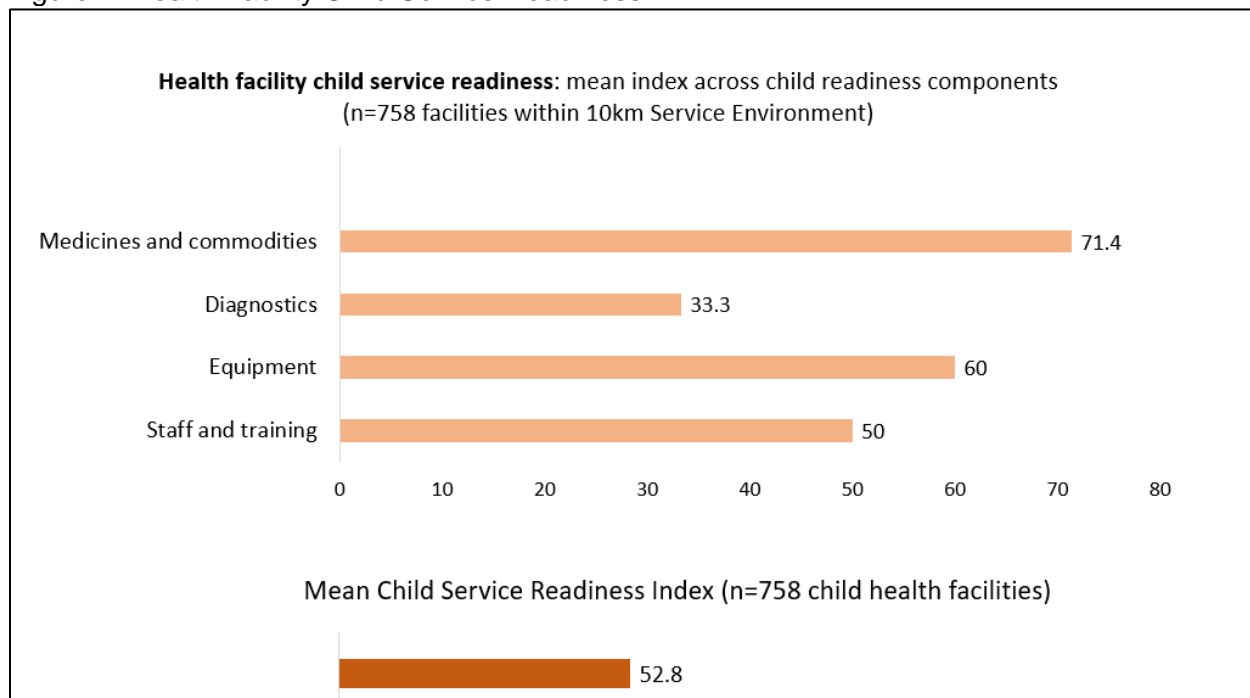 Health facility child service readiness: mean index across child readiness components
(n=758 facilities within 10km Service Environment)
Medicines and commodities 71.4
Diagnostics 33.3
Equipment 60
Staff and training 50
0 10 20 30 40 50 60 70 80
Mean Child Service Readiness Index (n=758 child health facilities)
52.8